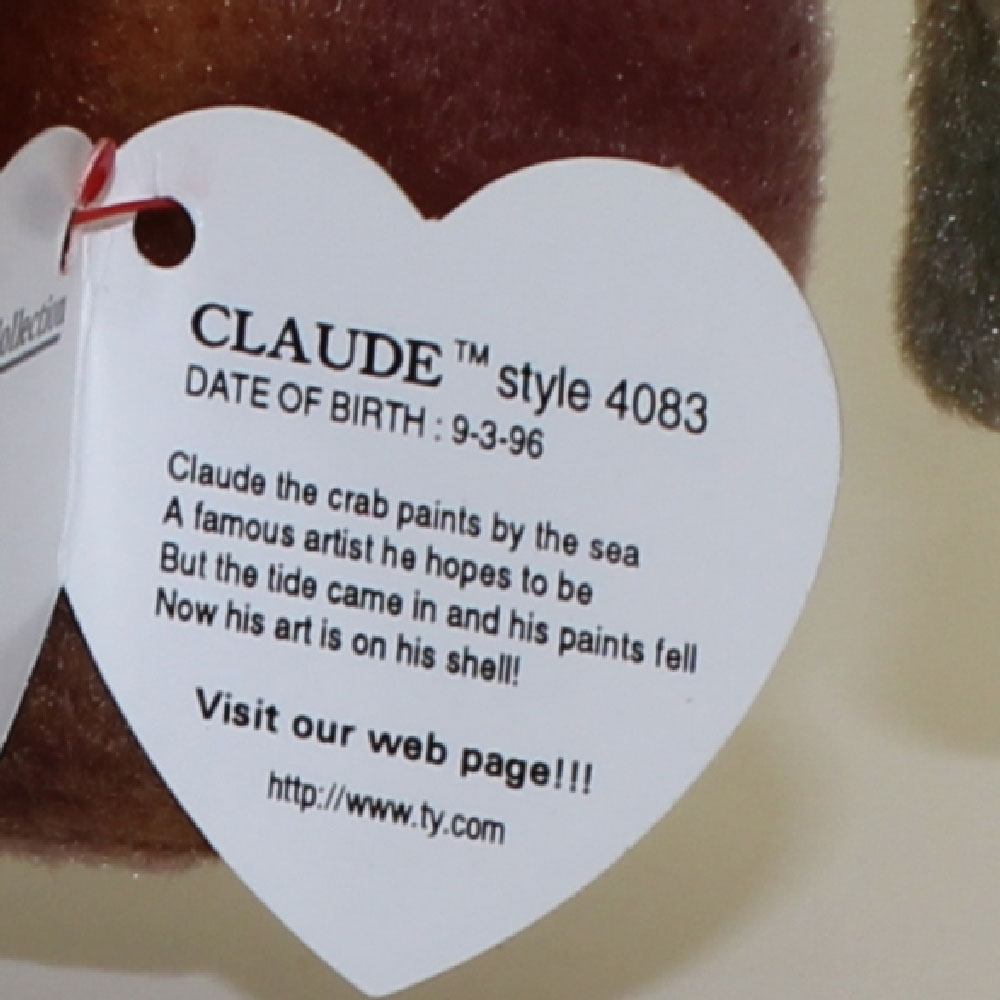 Collection
CLAUDE™ style 4083
DATE OF BIRTH : 9-3-96
Claude the crab paints by the sea
A famous artist he hopes to be
But the tide came in and his paints fell
Now his art is on his shell!
Visit our web page!!!
http://www.ty.com